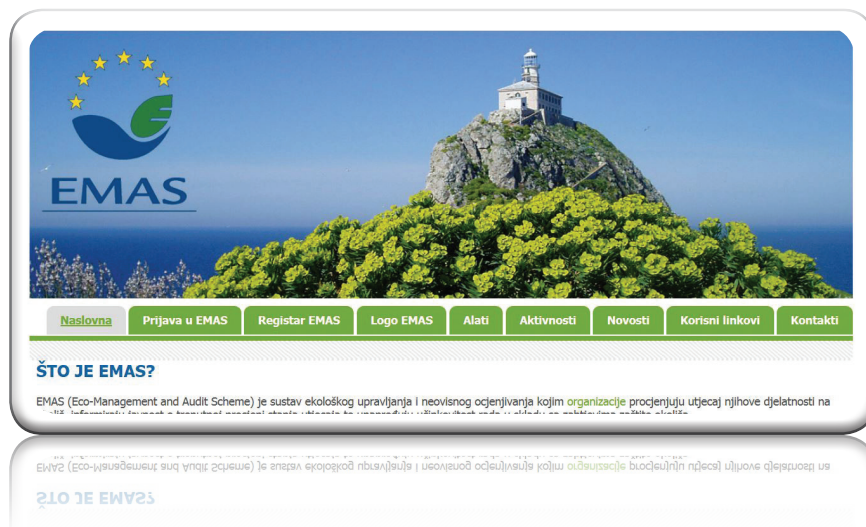 EMAS
Naslovna Prijava u EMAS Registar EMAS Logo EMAS Alati Aktivnosti Novosti Korisni linkovi Kontakti
ŠTO JE EMAS?
EMAS (Eco-Management and Audit Scheme) je sustav ekološkog upravljanja i neovisnog ocjenjivanja kojim organizacije procjenjuju utjecaj njihove djelatnosti na